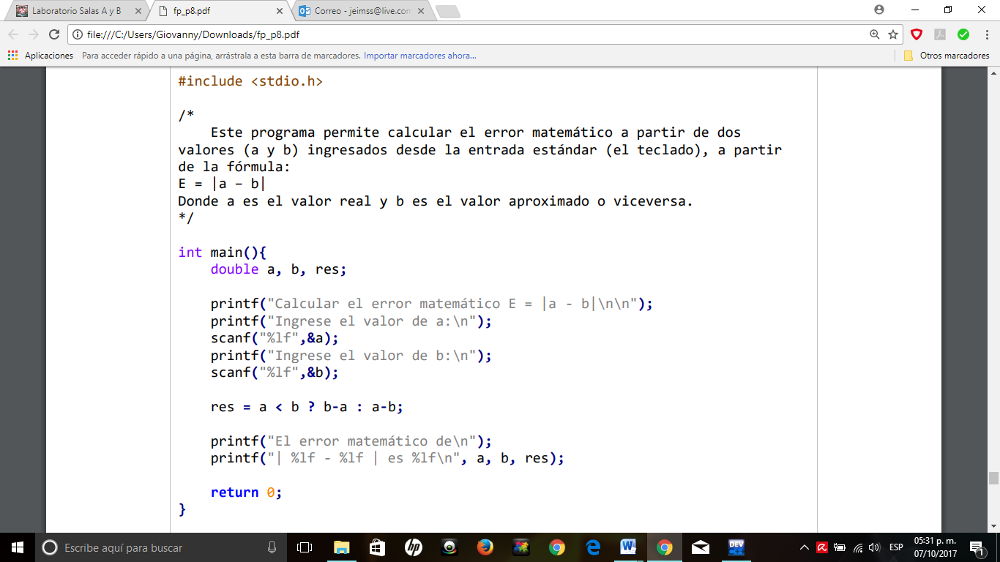 Laboratorio Salas A y B
fp_p8.pdf
Correo - jeimss@live.com
file:///C:/Users/Giovanny/Downloads/fp_p8.pdf
Aplicaciones Para acceder rápido a una página, arrástrala a esta barra de marcadores. Importar marcadores ahora... Otros marcadores
#include <stdio.h>
/*
Este programa permite calcular el error matemático a partir de dos
valores (a y b) ingresados desde la entrada estándar (el teclado), a partir
de la fórmula:
E = |a – b|
Donde a es el valor real y b es el valor aproximado o viceversa.
*/
int main(){
double a, b, res;
printf("Calcular el error matemático E = |a - b|\n\n");
printf("Ingrese el valor de a:\n");
scanf("%lf",&a);
printf("Ingrese el valor de b:\n");
scanf("%lf",&b);
res = a < b ? b-a : a-b;
printf("El error matemático de\n");
printf("| %lf - %lf | es %lf\n", a, b, res);
return 0;
}
Escribe aquí para buscar
hp
DEV
ESP
05:31 p. m.
07/10/2017
1